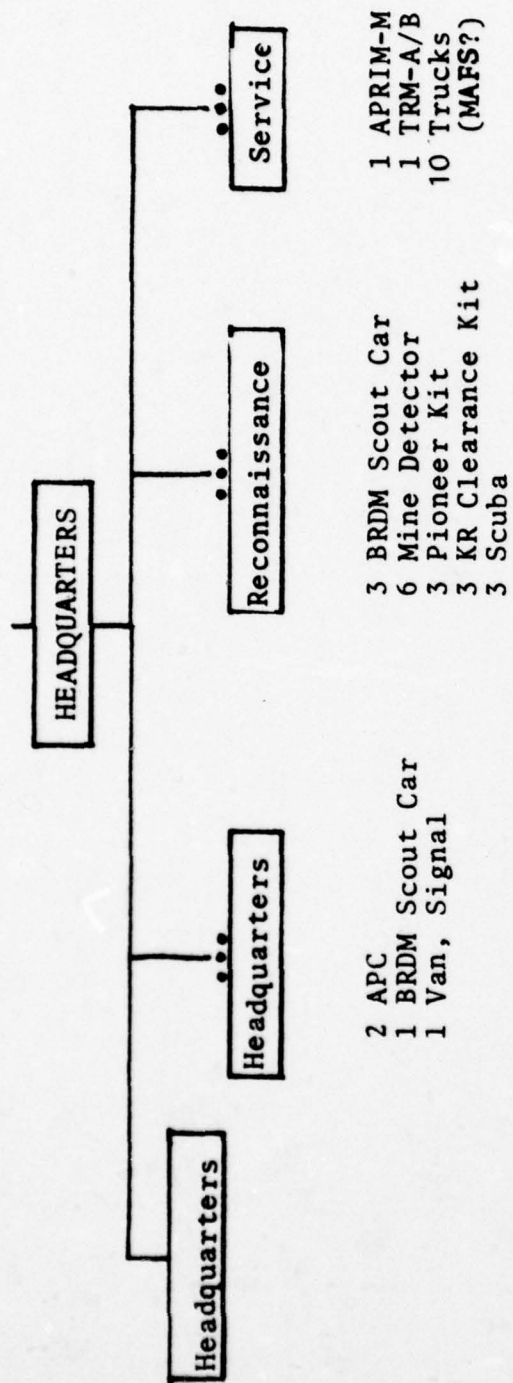 HEADQUARTERS
Headquarters
Headquarters
2 APC
1 BRDM Scout Car
1 Van, Signal
Reconnaissance
3 BRDM Scout Car
6 Mine Detector
3 Pioneer Kit
3 KR Clearance Kit
3 Scuba
Service
1 APRIM-M
1 TRM-A/B
10 Trucks
(MAFS?)